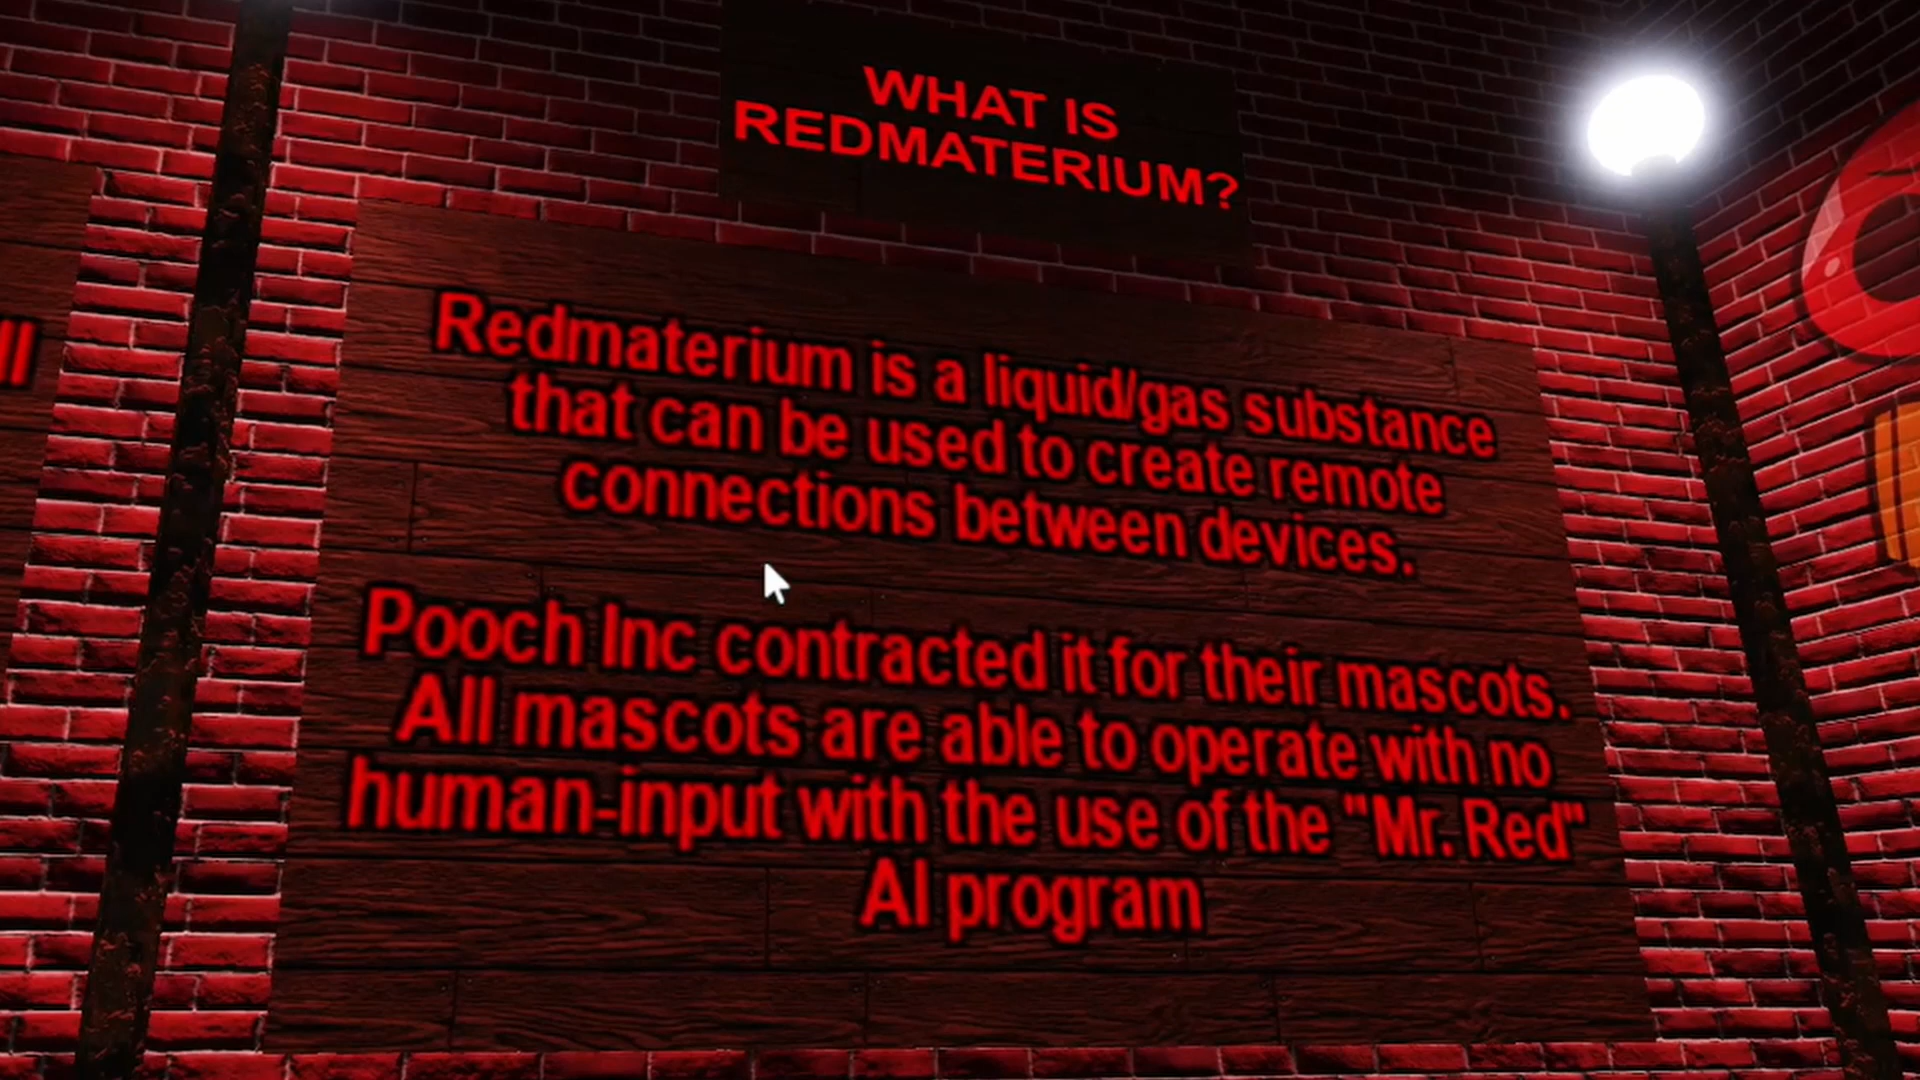 WHAT IS
REDMATERIUM?
ll
Redmaterium is a liquid/gas substance
that can be used to create remote
connections between devices.
Pooch Inc contracted it for their mascots.
All mascots are able to operate with no
human-input with the use of the "Mr. Red"
AI program